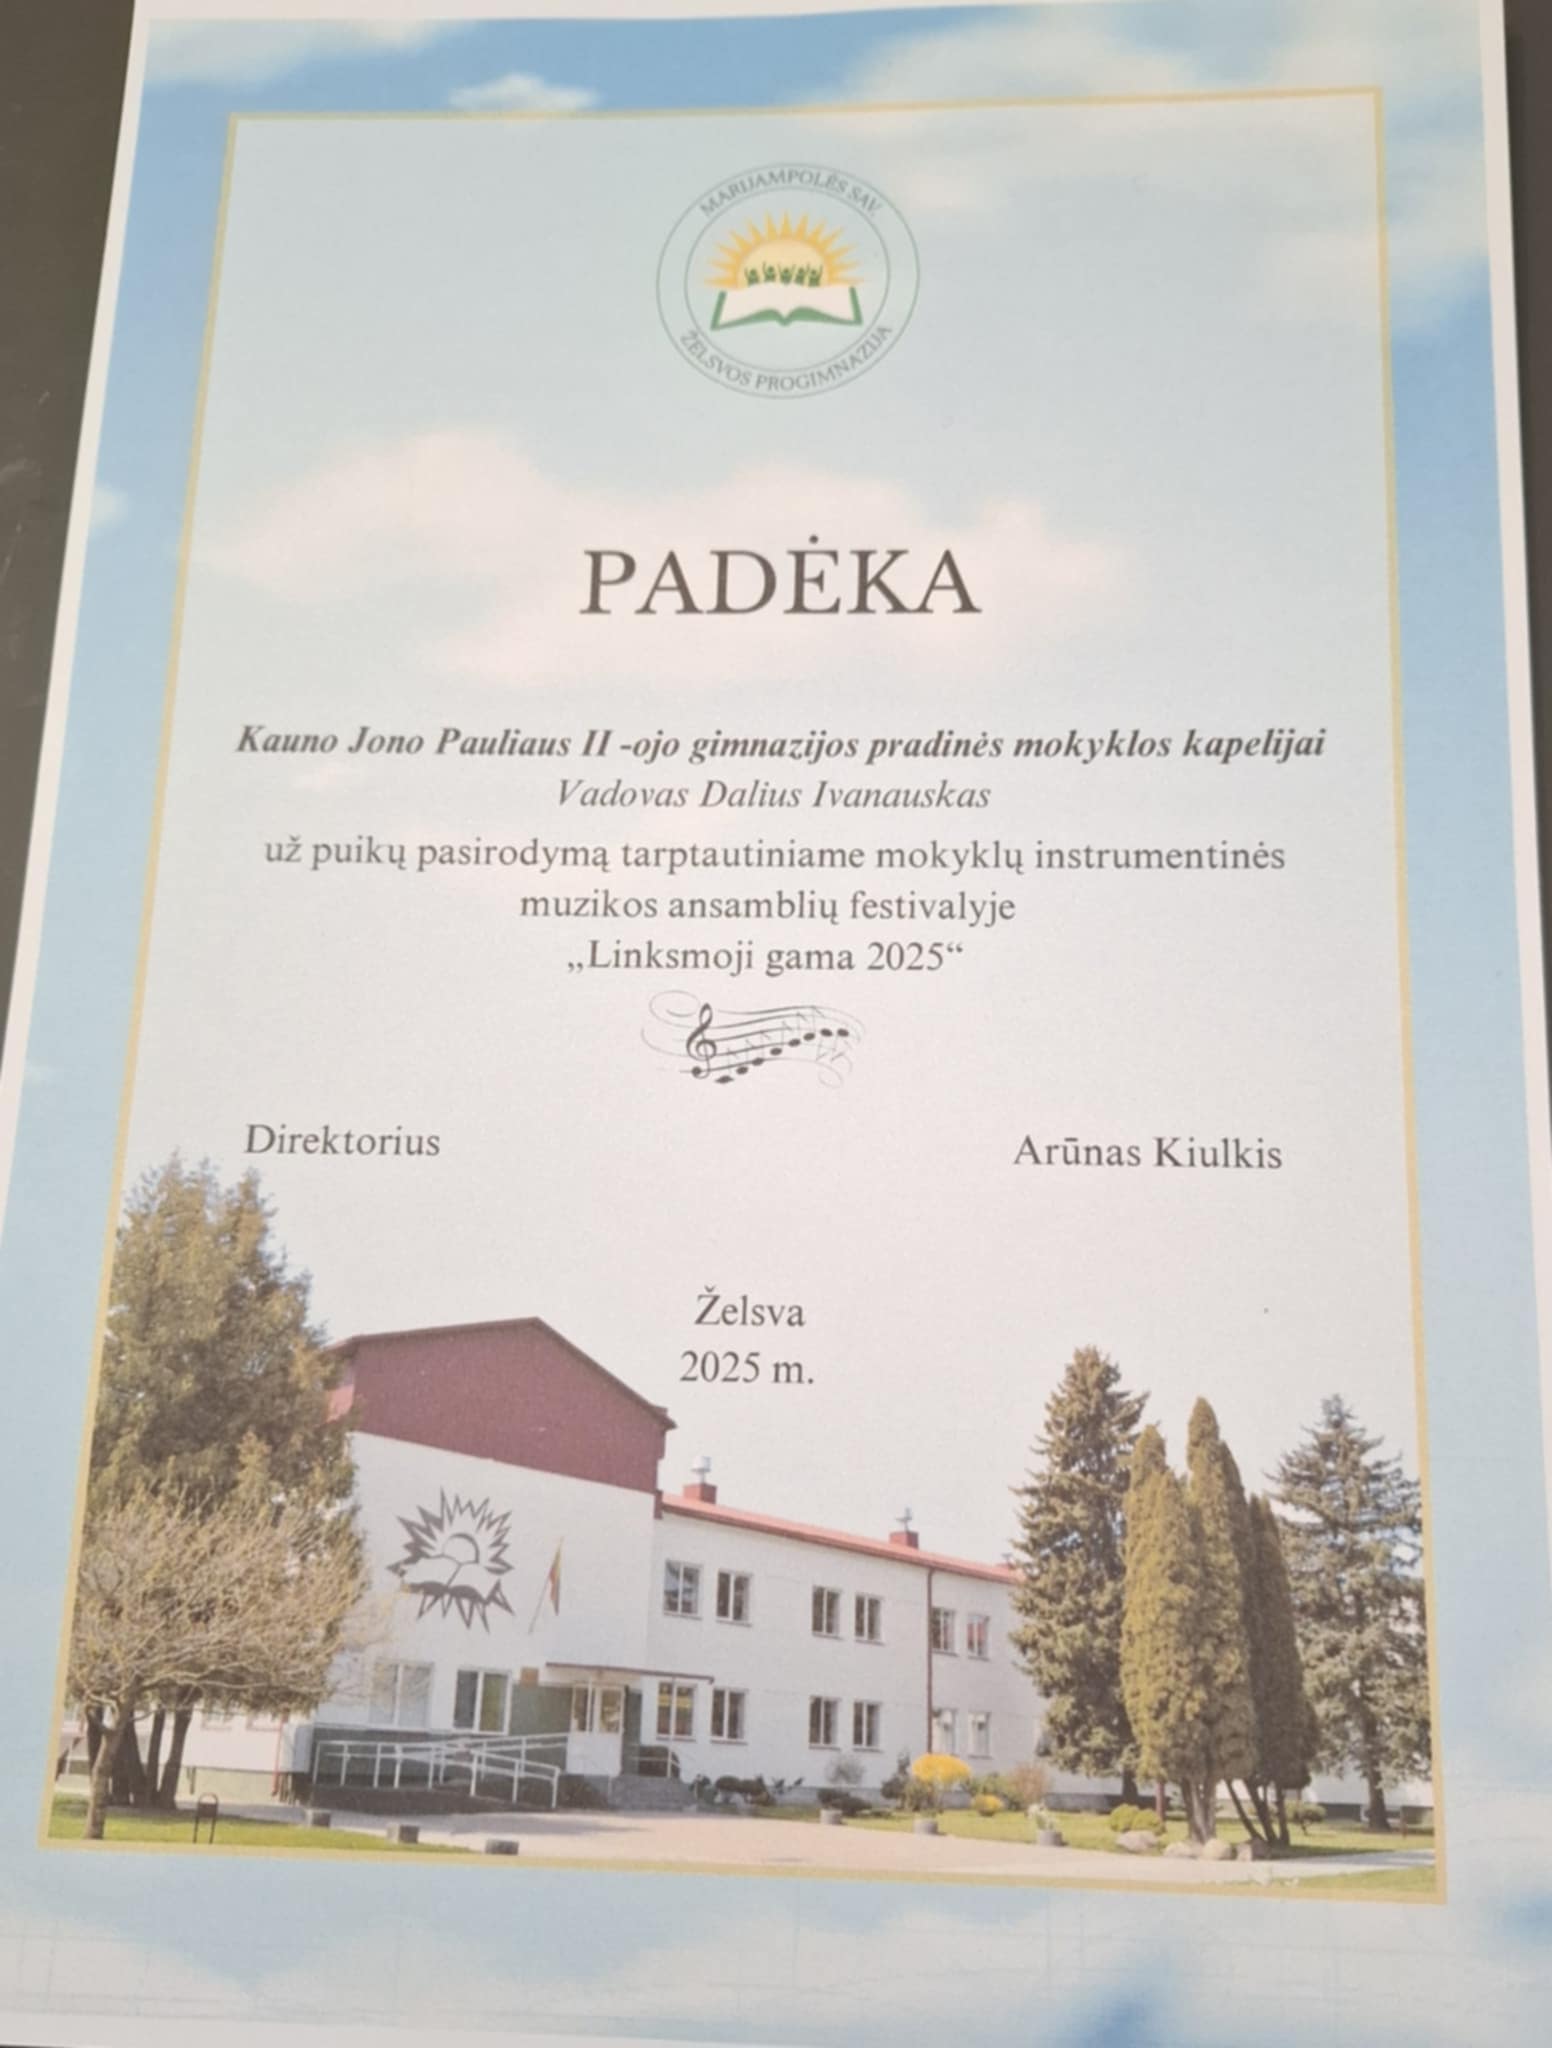 MARIJAMPOLĖS SAV.
ŽELSVOS PROGIMNAZIJA
PADĖKA
Kauno Jono Pauliaus II -ojo gimnazijos pradinės mokyklos kapelijai
Vadovas Dalius Ivanauskas
už puikų pasirodymą tarptautiniame mokyklų instrumentinės
muzikos ansamblių festivalyje
„Linksmoji gama 2025“
Direktorius
Arūnas Kiulkis
Želsva
2025 m.